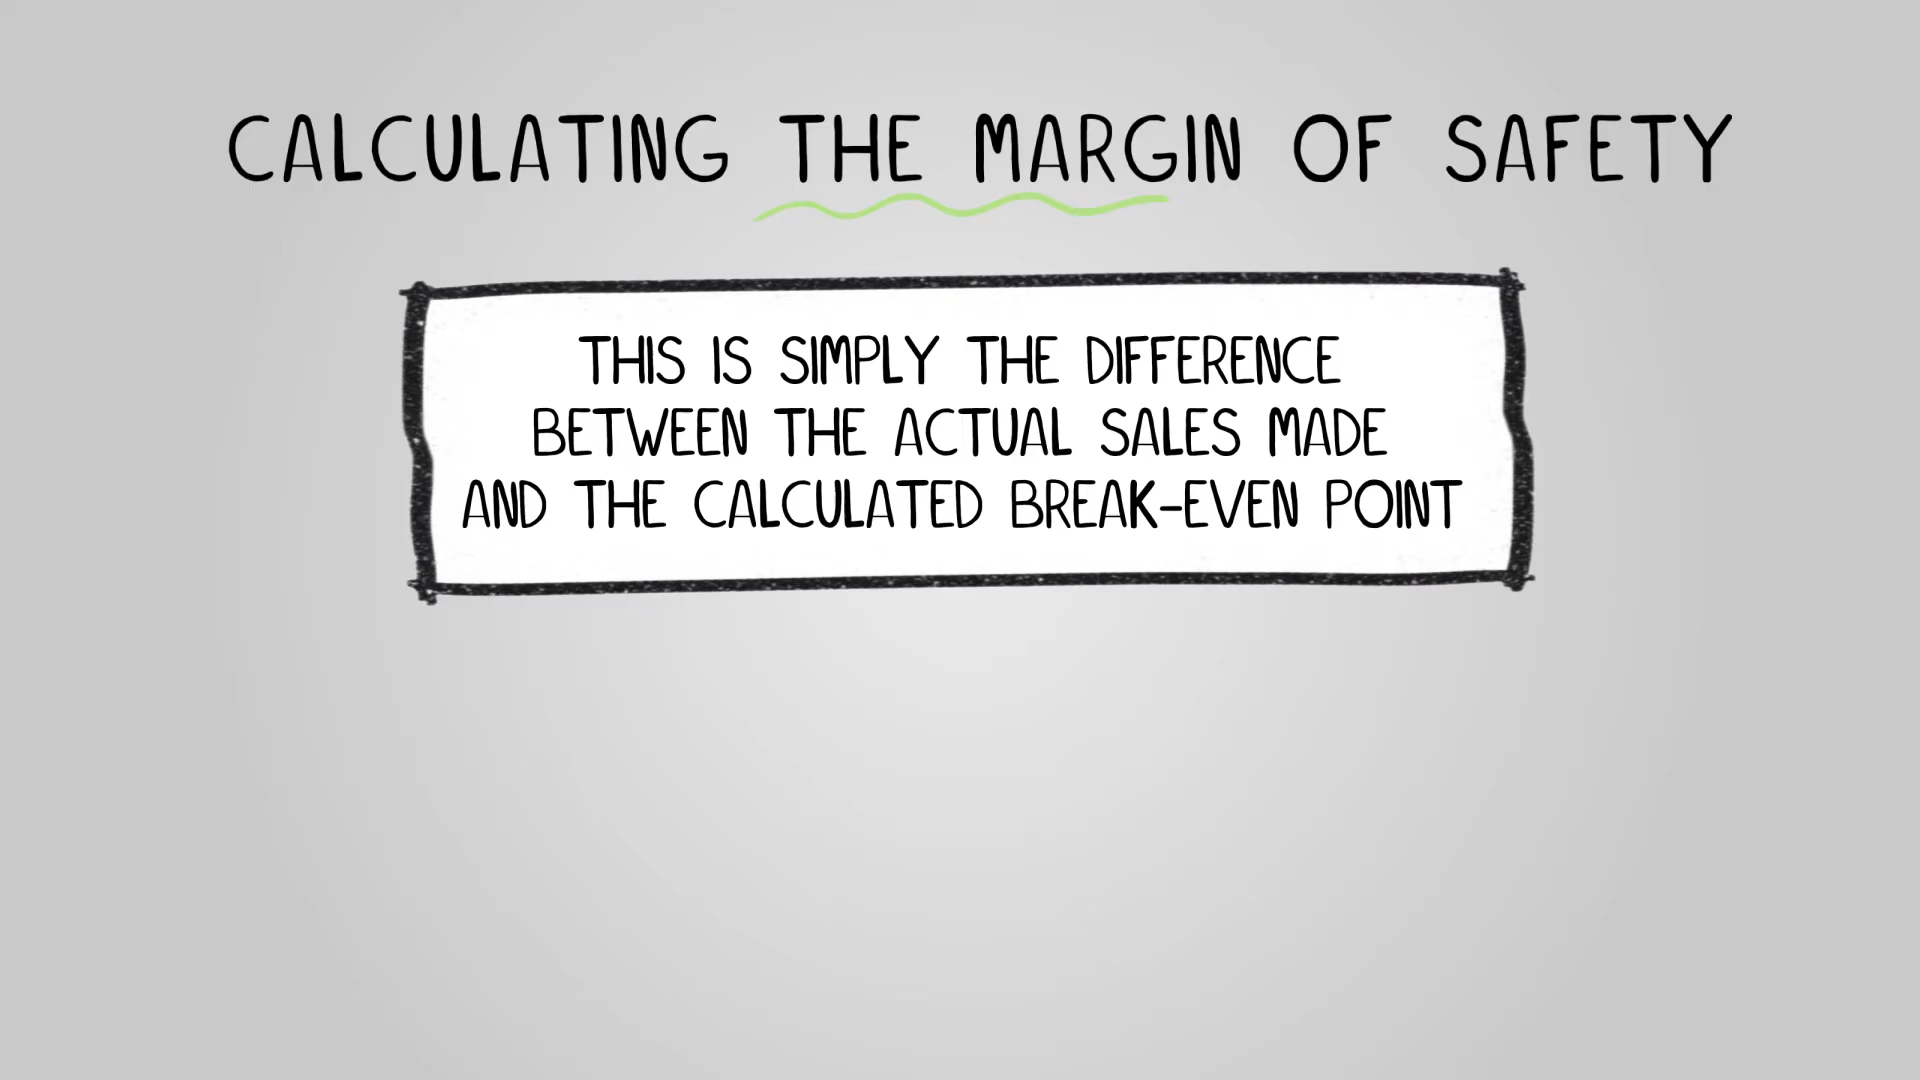 CALCULATING THE MARGIN OF SAFETY
THIS IS SIMPLY THE DIFFERENCE
BETWEEN THE ACTUAL SALES MADE
AND THE CALCULATED BREAK-EVEN POINT